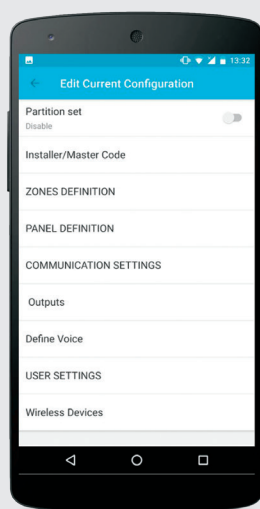 13:32
Edit Current Configuration
Partition set
Disable
Installer/Master Code
ZONES DEFINITION
PANEL DEFINITION
COMMUNICATION SETTINGS
Outputs
Define Voice
USER SETTINGS
Wireless Devices